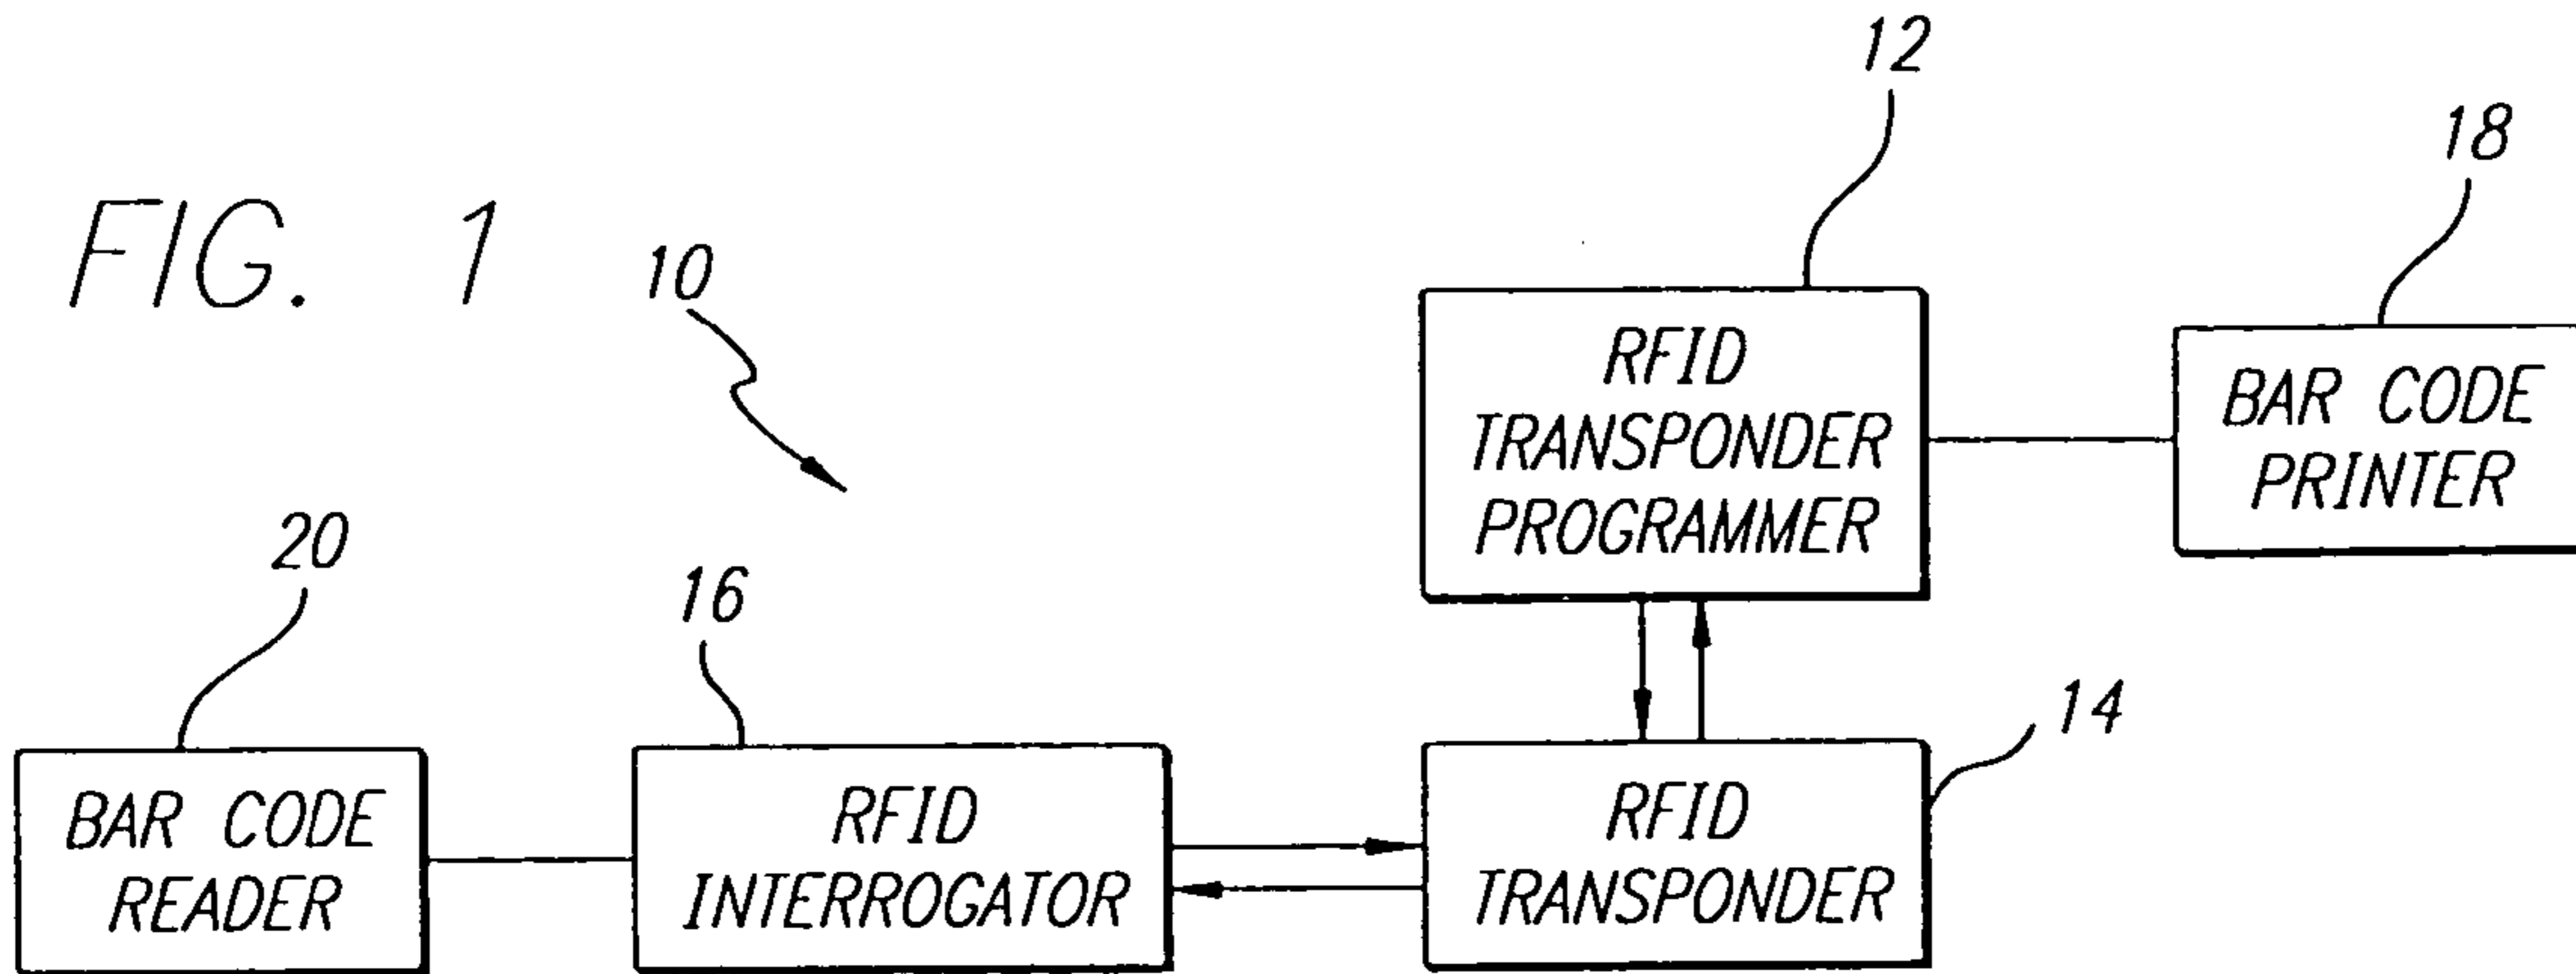 FIG. 1
10
12
18
RFID
TRANSPONDER
PROGRAMMER
BAR CODE
PRINTER
20
16
14
BAR CODE
READER
RFID
INTERROGATOR
RFID
TRANSPONDER